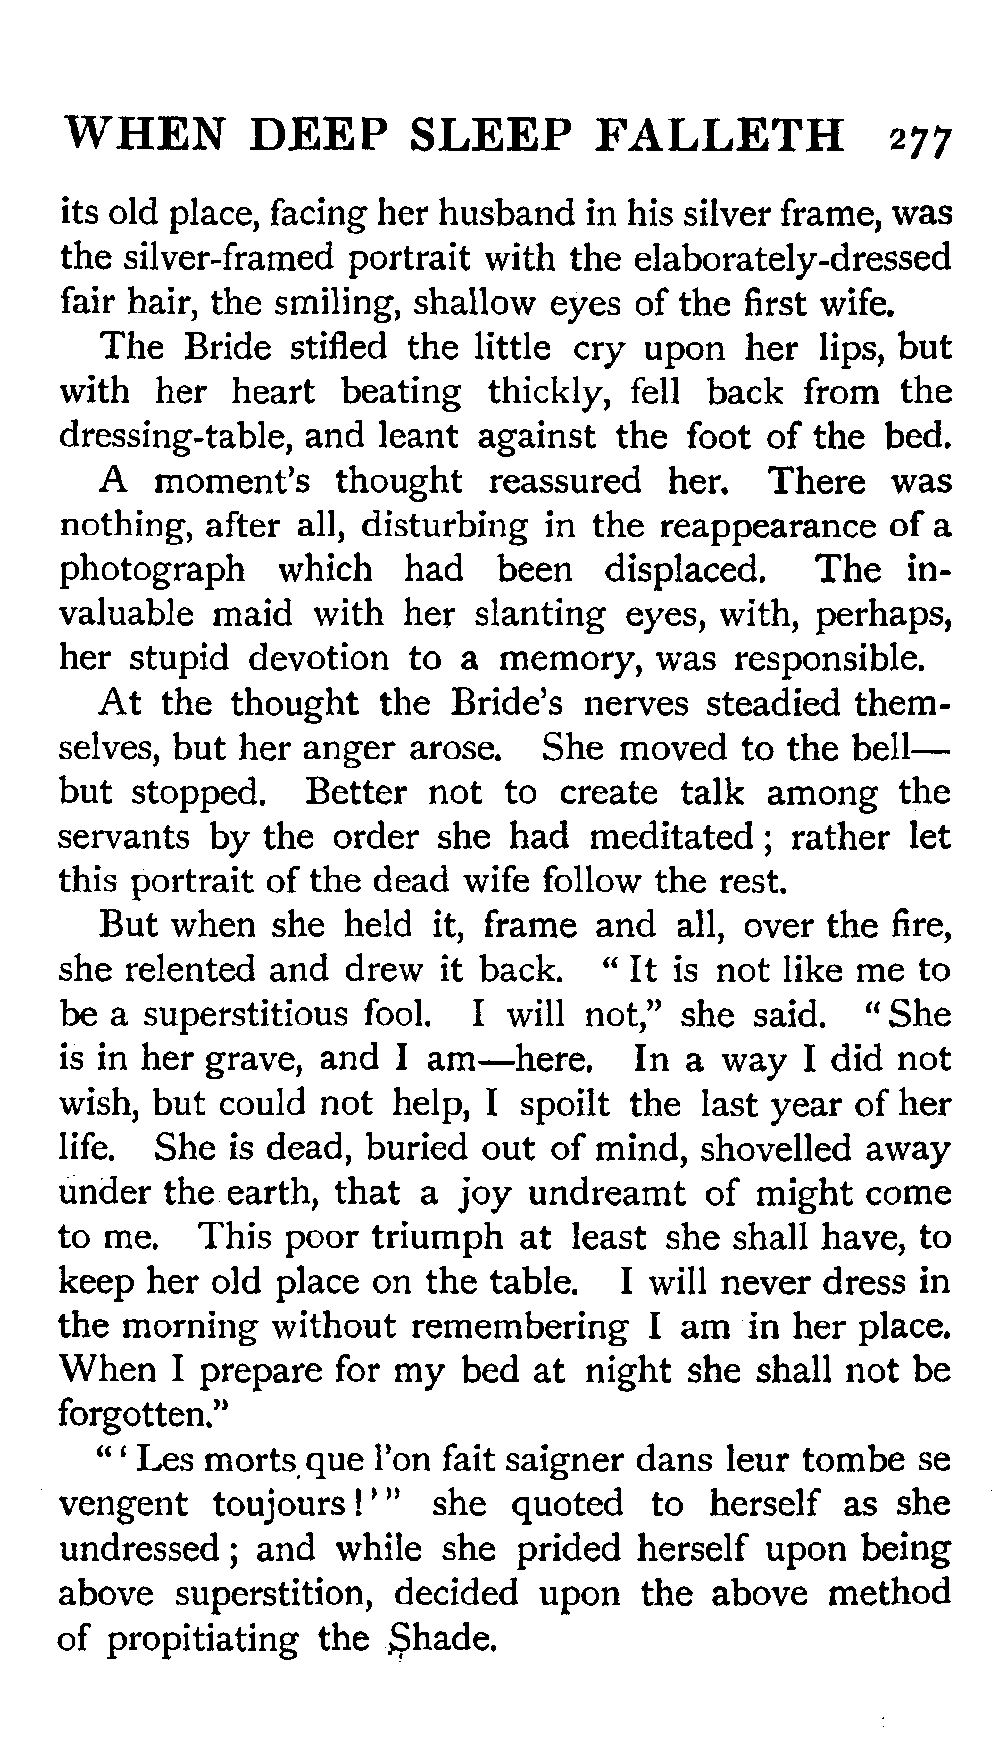 WHEN DEEP SLEEP FALLETH 277
its old place, facing her husband in his silver frame, was
the silver-framed portrait with the elaborately-dressed
fair hair, the smiling, shallow eyes of the first wife.
The Bride stifled the little cry upon her lips, but
with her heart beating thickly, fell back from the
dressing-table, and leant against the foot of the bed.
A moment's thought reassured her. There was
nothing, after all, disturbing in the reappearance of a
photograph which had been displaced. The in-
valuable maid with her slanting eyes, with, perhaps,
her stupid devotion to a memory, was responsible.
At the thought the Bride's nerves steadied them-
selves, but her anger arose. She moved to the bell—
but stopped. Better not to create talk among the
servants by the order she had meditated ; rather let
this portrait of the dead wife follow the rest.
But when she held it, frame and all, over the fire,
she relented and drew it back. " It is not like me to
be a superstitious fool. I will not," she said. " She
is in her grave, and I am—here. In a way I did not
wish, but could not help, I spoilt the last year of her
life. She is dead, buried out of mind, shovelled away
under the earth, that a joy undreamt of might come
to me. This poor triumph at least she shall have, to
keep her old place on the table. I will never dress in
the morning without remembering I am in her place.
When I prepare for my bed at night she shall not be
forgotten."
" ' Les morts que l'on fait saigner dans leur tombe se
vengent toujours ! ' " she quoted to herself as she
undressed ; and while she prided herself upon being
above superstition, decided upon the above method
of propitiating the Shade.